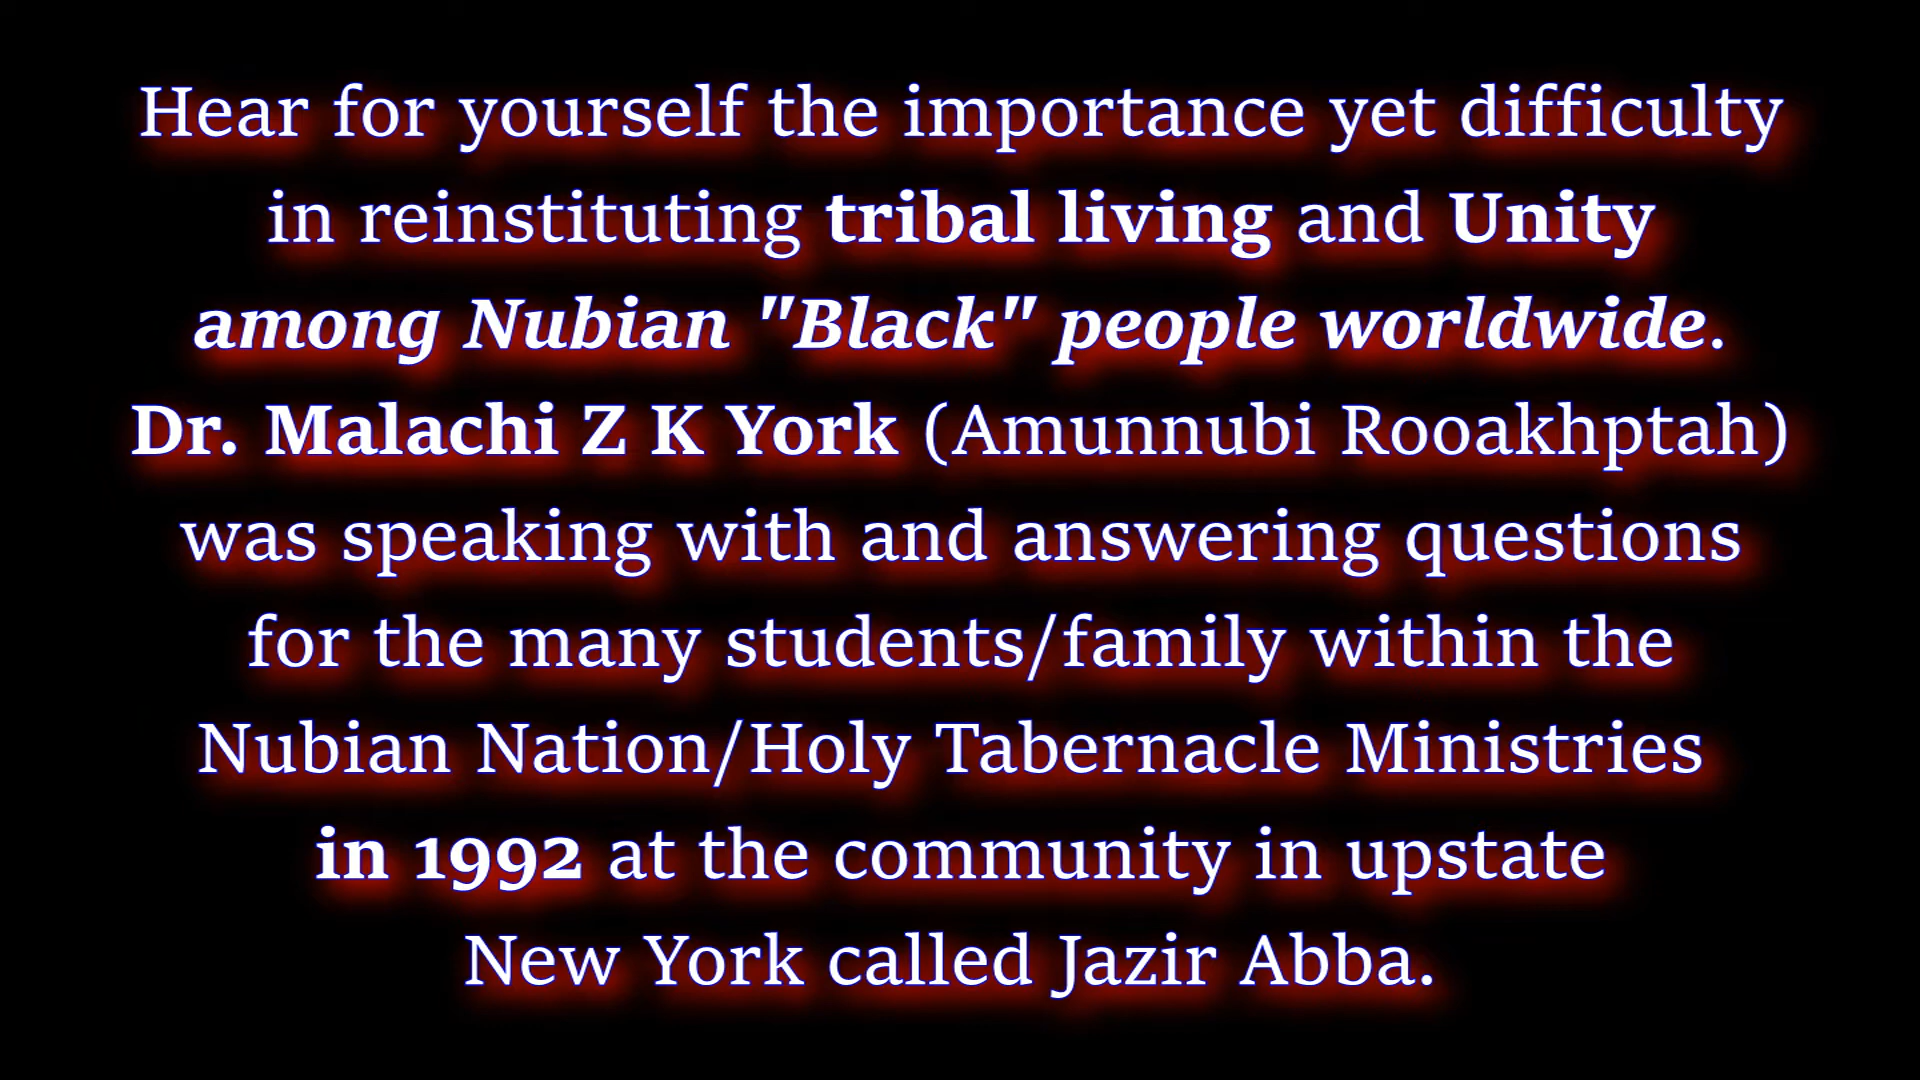 Hear for yourself the importance yet difficulty
in reinstituting tribal living and Unity
among Nubian "Black" people worldwide.
Dr. Malachi Z K York (Amunnubi Rooakhptah)
was speaking with and answering questions
for the many students/family within the
Nubian Nation/Holy Tabernacle Ministries
in 1992 at the community in upstate
New York called Jazir Abba.